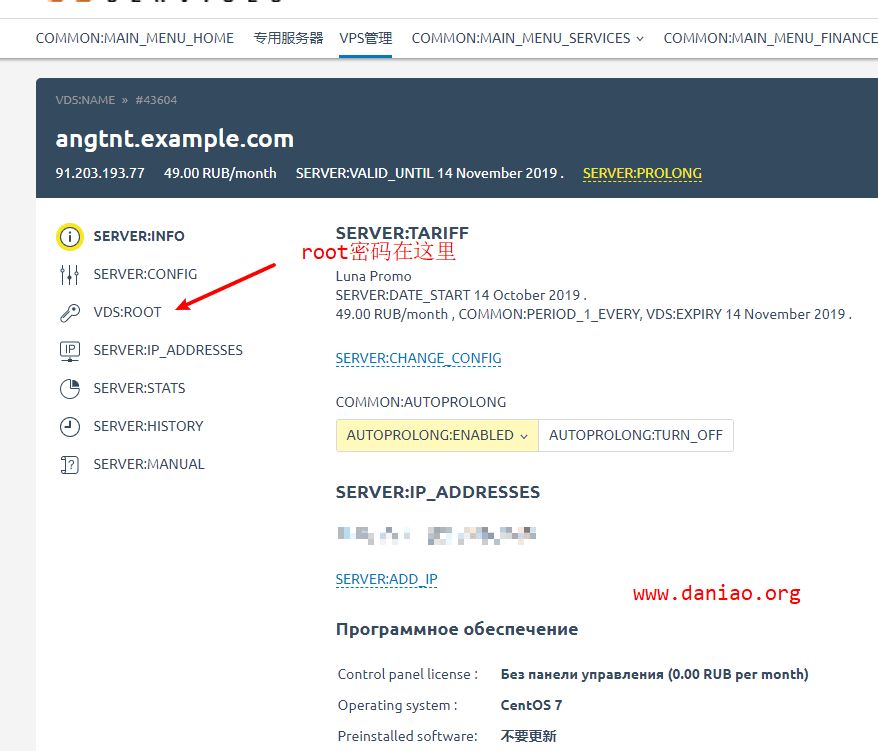 COMMON:MAIN_MENU_HOME 专用服务器 VPS管理 COMMON:MAIN_MENU_SERVICES COMMON:MAIN_MENU_FINANCE
VDS:NAME » #43604
angtnt.example.com
91.203.193.77 49.00 RUB/month SERVER:VALID_UNTIL 14 November 2019 . SERVER:PROLONG
SERVER:INFO
SERVER:CONFIG
VDS:ROOT
IP SERVER:IP_ADDRESSES
SERVER:STATS
SERVER:HISTORY
SERVER:MANUAL
SERVER:TARIFF
root密码在这里
Luna Promo
SERVER:DATE_START 14 October 2019 .
49.00 RUB/month , COMMON:PERIOD_1_EVERY, VDS:EXPIRY 14 November 2019 .
SERVER:CHANGE_CONFIG
COMMON:AUTOPROLONG
AUTOPROLONG:ENABLED AUTOPROLONG:TURN_OFF
SERVER:IP_ADDRESSES
SERVER:ADD_IP
www.daniao.org
Программное обеспечение
Control panel license : Без панели управления (0.00 RUB per month)
Operating system : CentOS 7
Preinstalled software: 不要更新